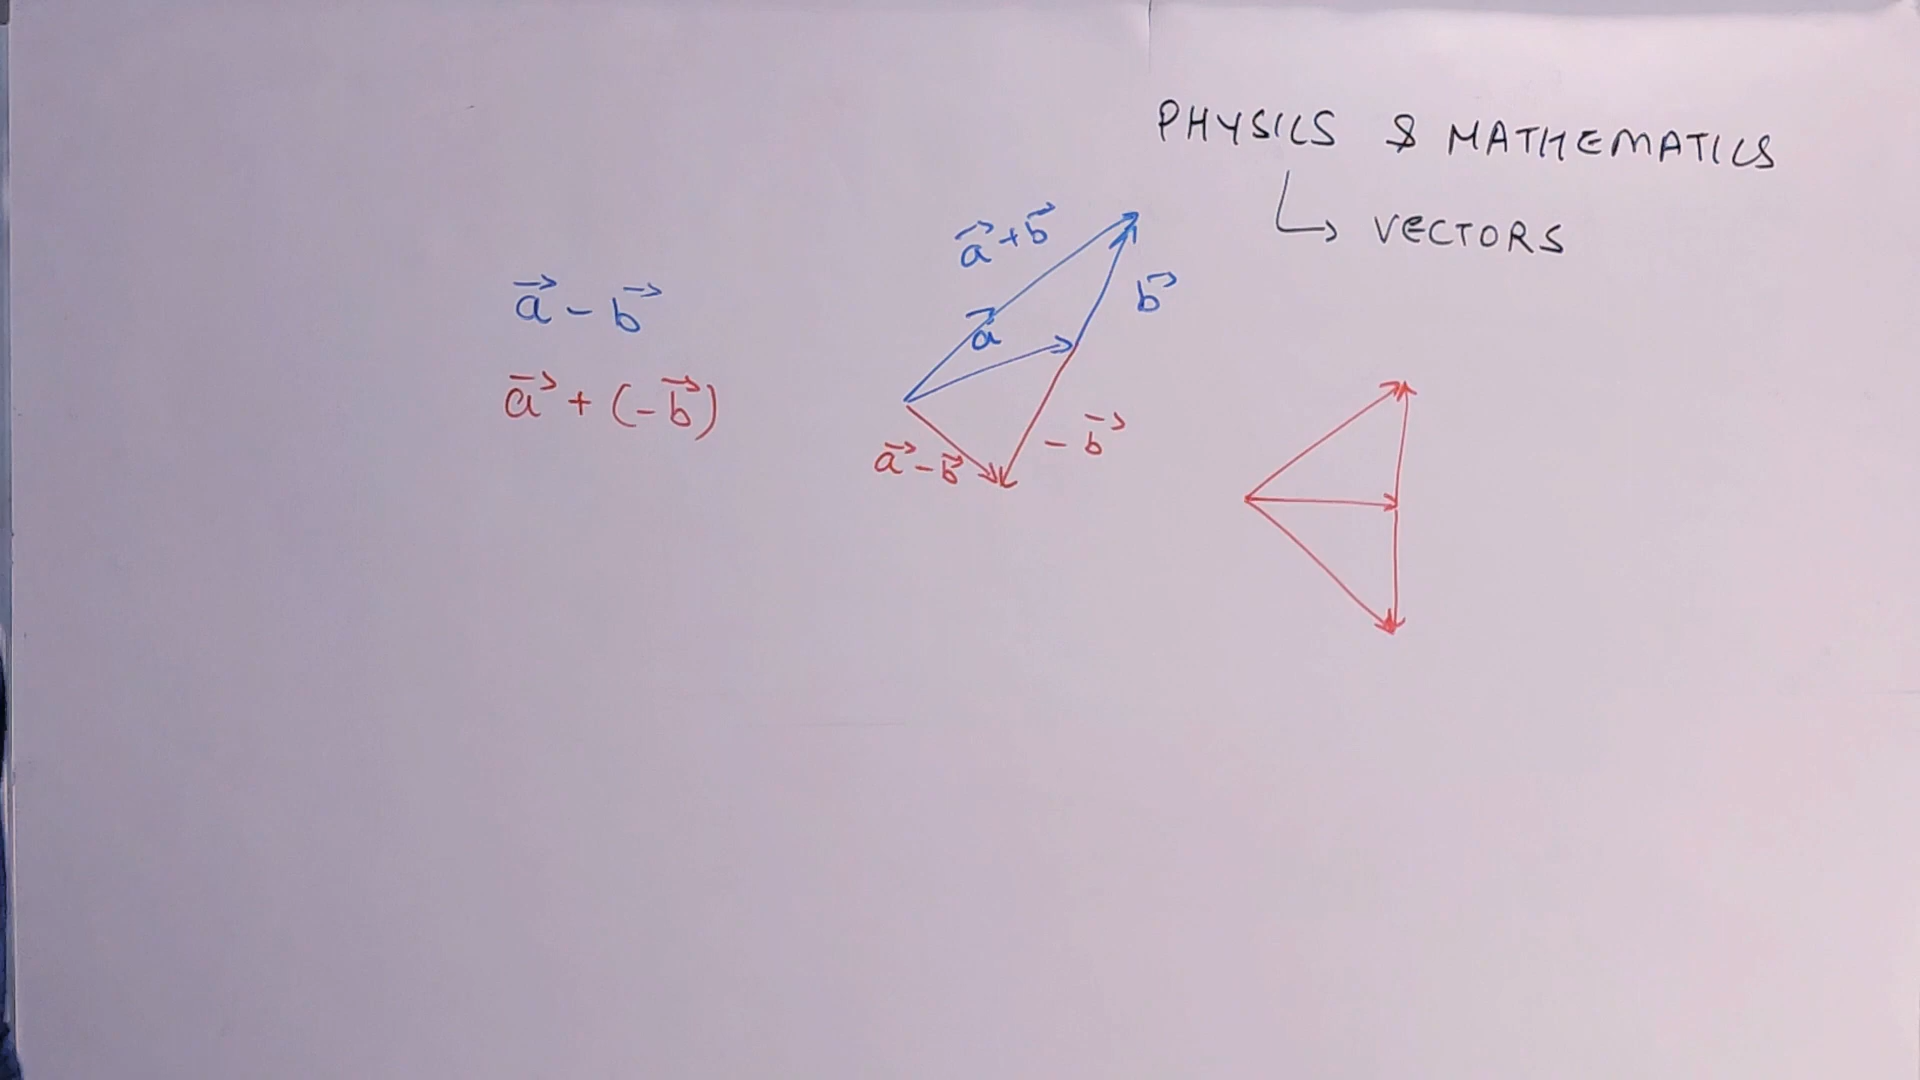 PHYSICS & MATHEMATICS
↳ VECTORS
a⃗ - b⃗
a⃗ + (-b⃗)
a⃗ + b⃗
a⃗
b⃗
a⃗ - b⃗
- b⃗